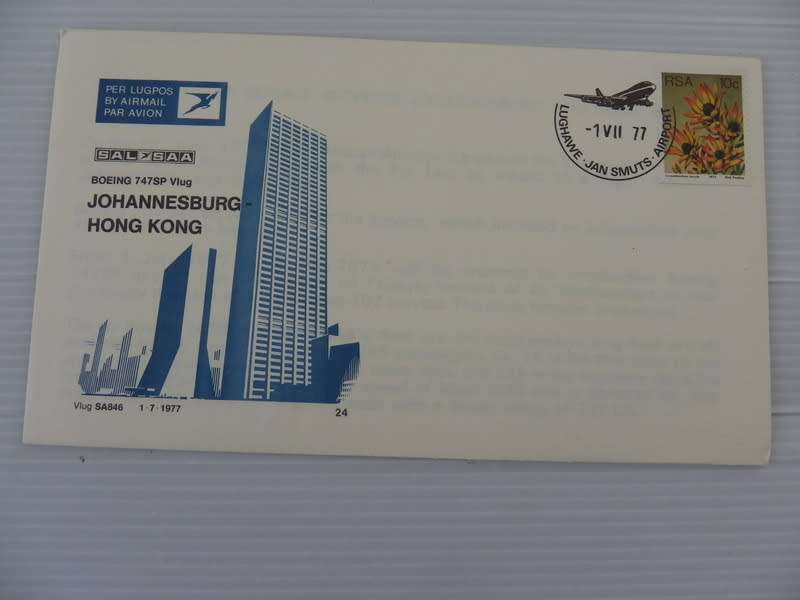 PER LUGPOS
BY AIRMAIL
PAR AVION
SAL SAA
BOEING 747SP Vlug
JOHANNESBURG -
HONG KONG
Vlug SA846 1·7·1977
24
-1 VII 77
LUGHAWE · JAN SMUTS · AIRPORT
RSA 10c